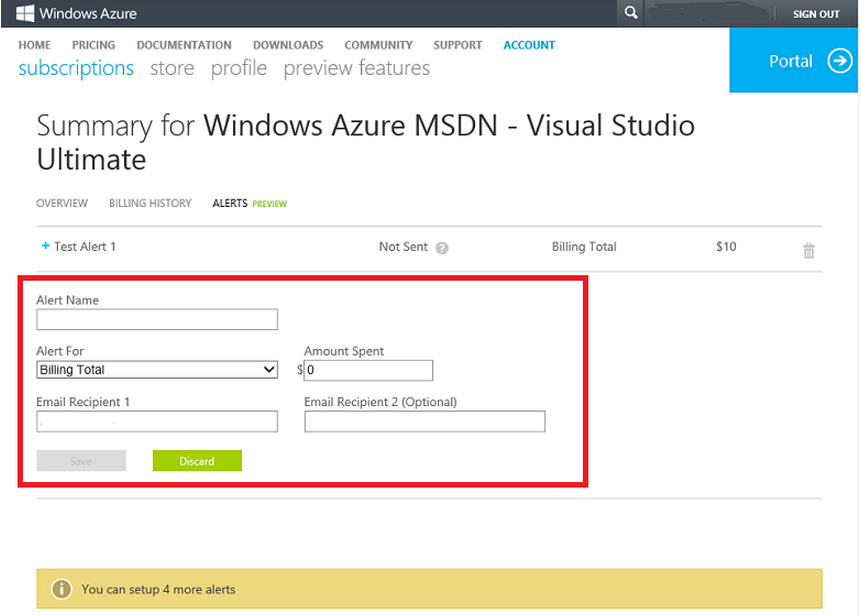 Windows Azure
SIGN OUT
HOME PRICING DOCUMENTATION DOWNLOADS COMMUNITY SUPPORT ACCOUNT
subscriptions store profile preview features
Portal
Summary for Windows Azure MSDN - Visual Studio
Ultimate
OVERVIEW BILLING HISTORY ALERTS PREVIEW
+ Test Alert 1 Not Sent ? Billing Total $10
Alert Name
Alert For Amount Spent
Billing Total $ 0
Email Recipient 1 Email Recipient 2 (Optional)
Save Discard
i You can setup 4 more alerts